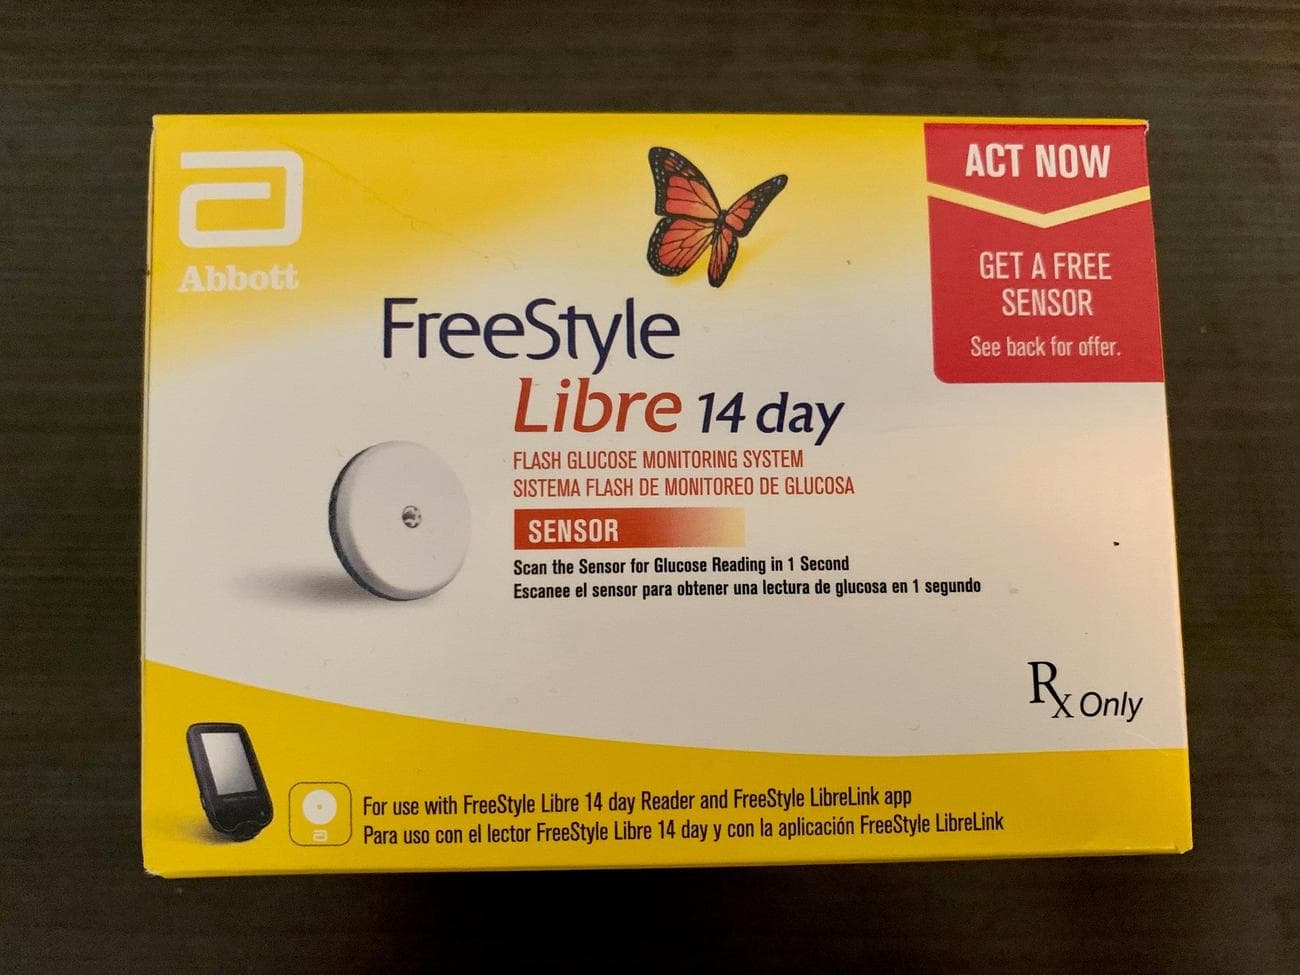 Abbott
ACT NOW
GET A FREE
SENSOR
See back for offer.
FreeStyle
Libre 14 day
FLASH GLUCOSE MONITORING SYSTEM
SISTEMA FLASH DE MONITOREO DE GLUCOSA
SENSOR
Scan the Sensor for Glucose Reading in 1 Second
Escanee el sensor para obtener una lectura de glucosa en 1 segundo
Rx Only
For use with FreeStyle Libre 14 day Reader and FreeStyle LibreLink app
Para uso con el lector FreeStyle Libre 14 day y con la aplicación FreeStyle LibreLink